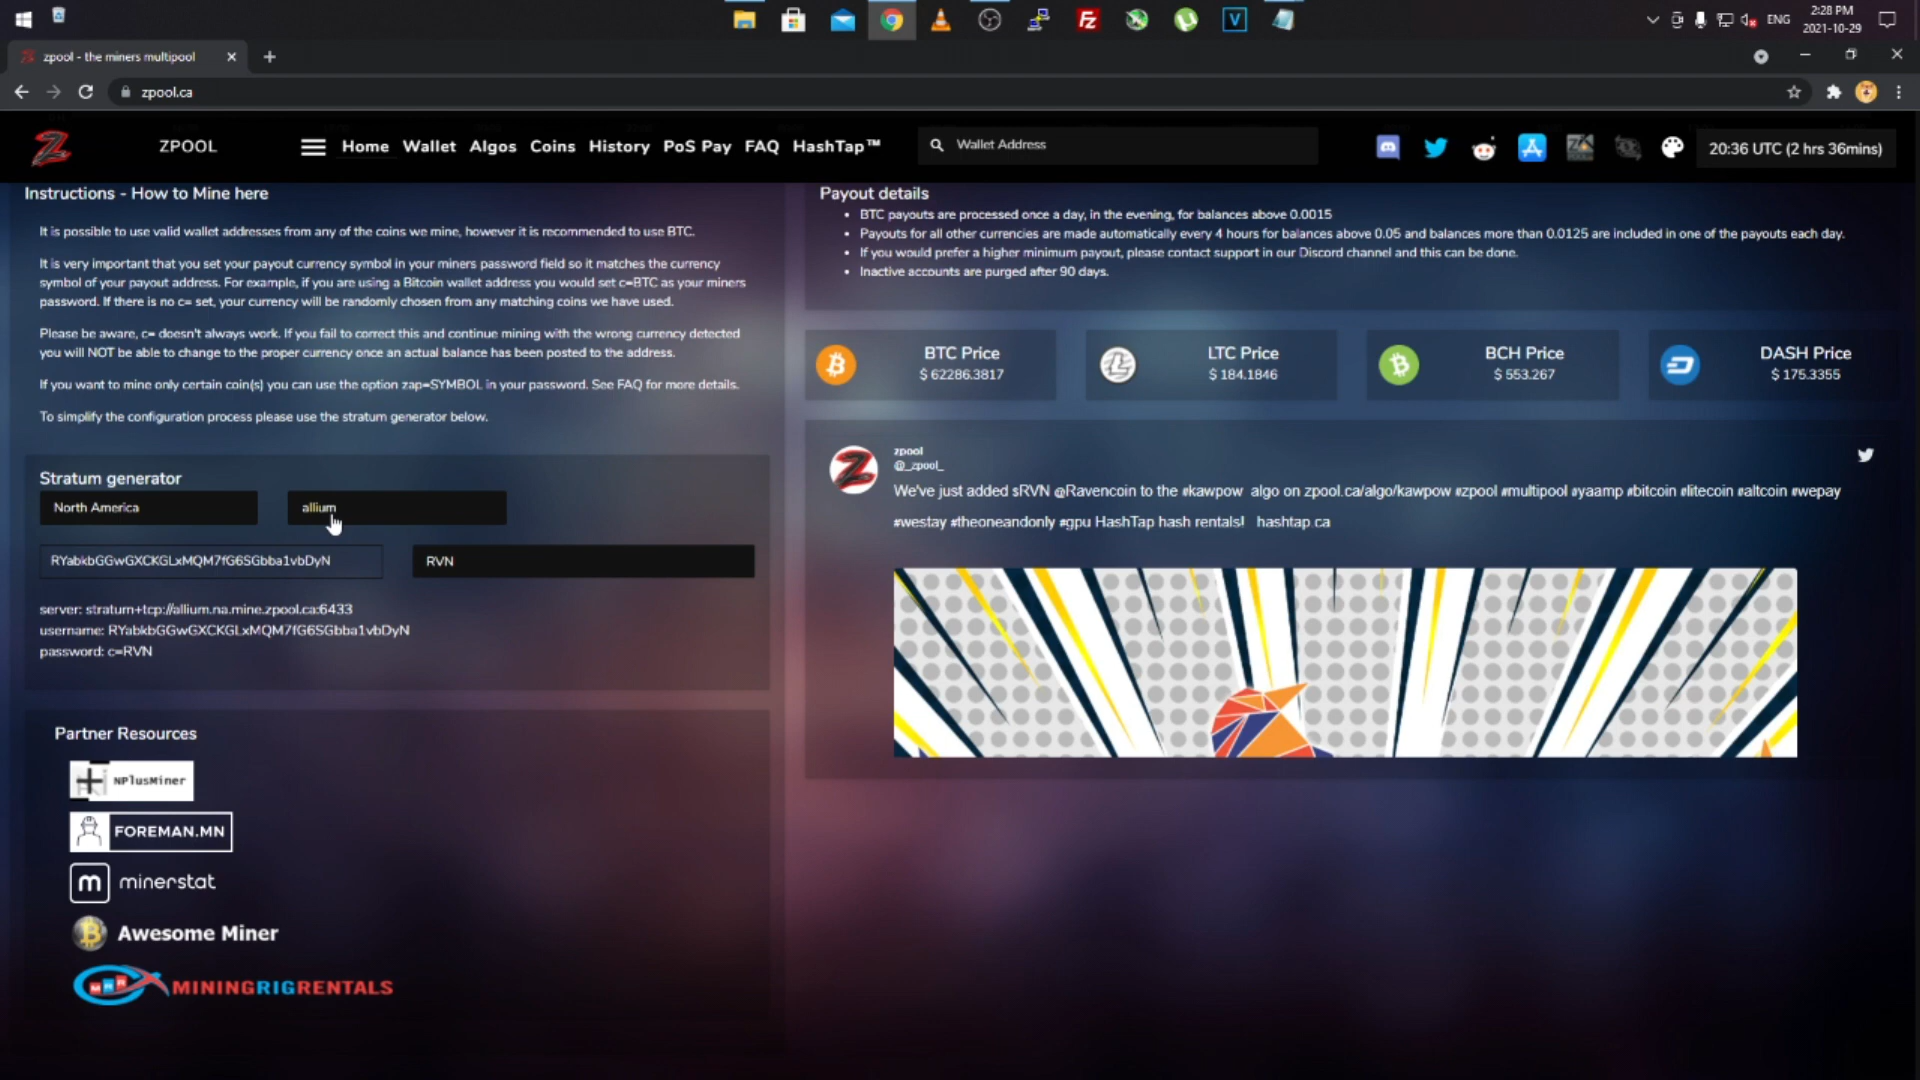 2:28 PM
ENG
2021-10-29
zpool - the miners multipool
zpool.ca
ZPOOL
Home Wallet Algos Coins History PoS Pay FAQ HashTap™
Wallet Address
20:36 UTC (2 hrs 36mins)
Instructions - How to Mine here
It is possible to use valid wallet addresses from any of the coins we mine, however it is recommended to use BTC.
It is very important that you set your payout currency symbol in your miners password field so it matches the currency
symbol of your payout address. For example, if you are using a Bitcoin wallet address you would set c=BTC as your miners
password. If there is no c= set, your currency will be randomly chosen from any matching coins we have used.
Please be aware, c= doesn't always work. If you fail to correct this and continue mining with the wrong currency detected
you will NOT be able to change to the proper currency once an actual balance has been posted to the address.
If you want to mine only certain coin(s) you can use the option zap=SYMBOL in your password. See FAQ for more details.
To simplify the configuration process please use the stratum generator below.
Stratum generator
North America
allium
RYabkbGGwGXCKGLxMQM7fG6SGbba1vbDyN
RVN
server: stratum+tcp://allium.na.mine.zpool.ca:6433
username: RYabkbGGwGXCKGLxMQM7fG6SGbba1vbDyN
password: c=RVN
Partner Resources
NPlusMiner
FOREMAN.MN
m minerstat
Awesome Miner
MRR MININGRIGRENTALS
Payout details
• BTC payouts are processed once a day, in the evening, for balances above 0.0015
• Payouts for all other currencies are made automatically every 4 hours for balances above 0.05 and balances more than 0.0125 are included in one of the payouts each day.
• If you would prefer a higher minimum payout, please contact support in our Discord channel and this can be done.
• Inactive accounts are purged after 90 days.
BTC Price
$ 62286.3817
LTC Price
$ 184.1846
BCH Price
$ 553.267
DASH Price
$ 175.3355
zpool
@_zpool_
We've just added $RVN @Ravencoin to the #kawpow algo on zpool.ca/algo/kawpow #zpool #multipool #yaamp #bitcoin #litecoin #altcoin #wepay
#westay #theoneandonly #gpu HashTap hash rentals! hashtap.ca